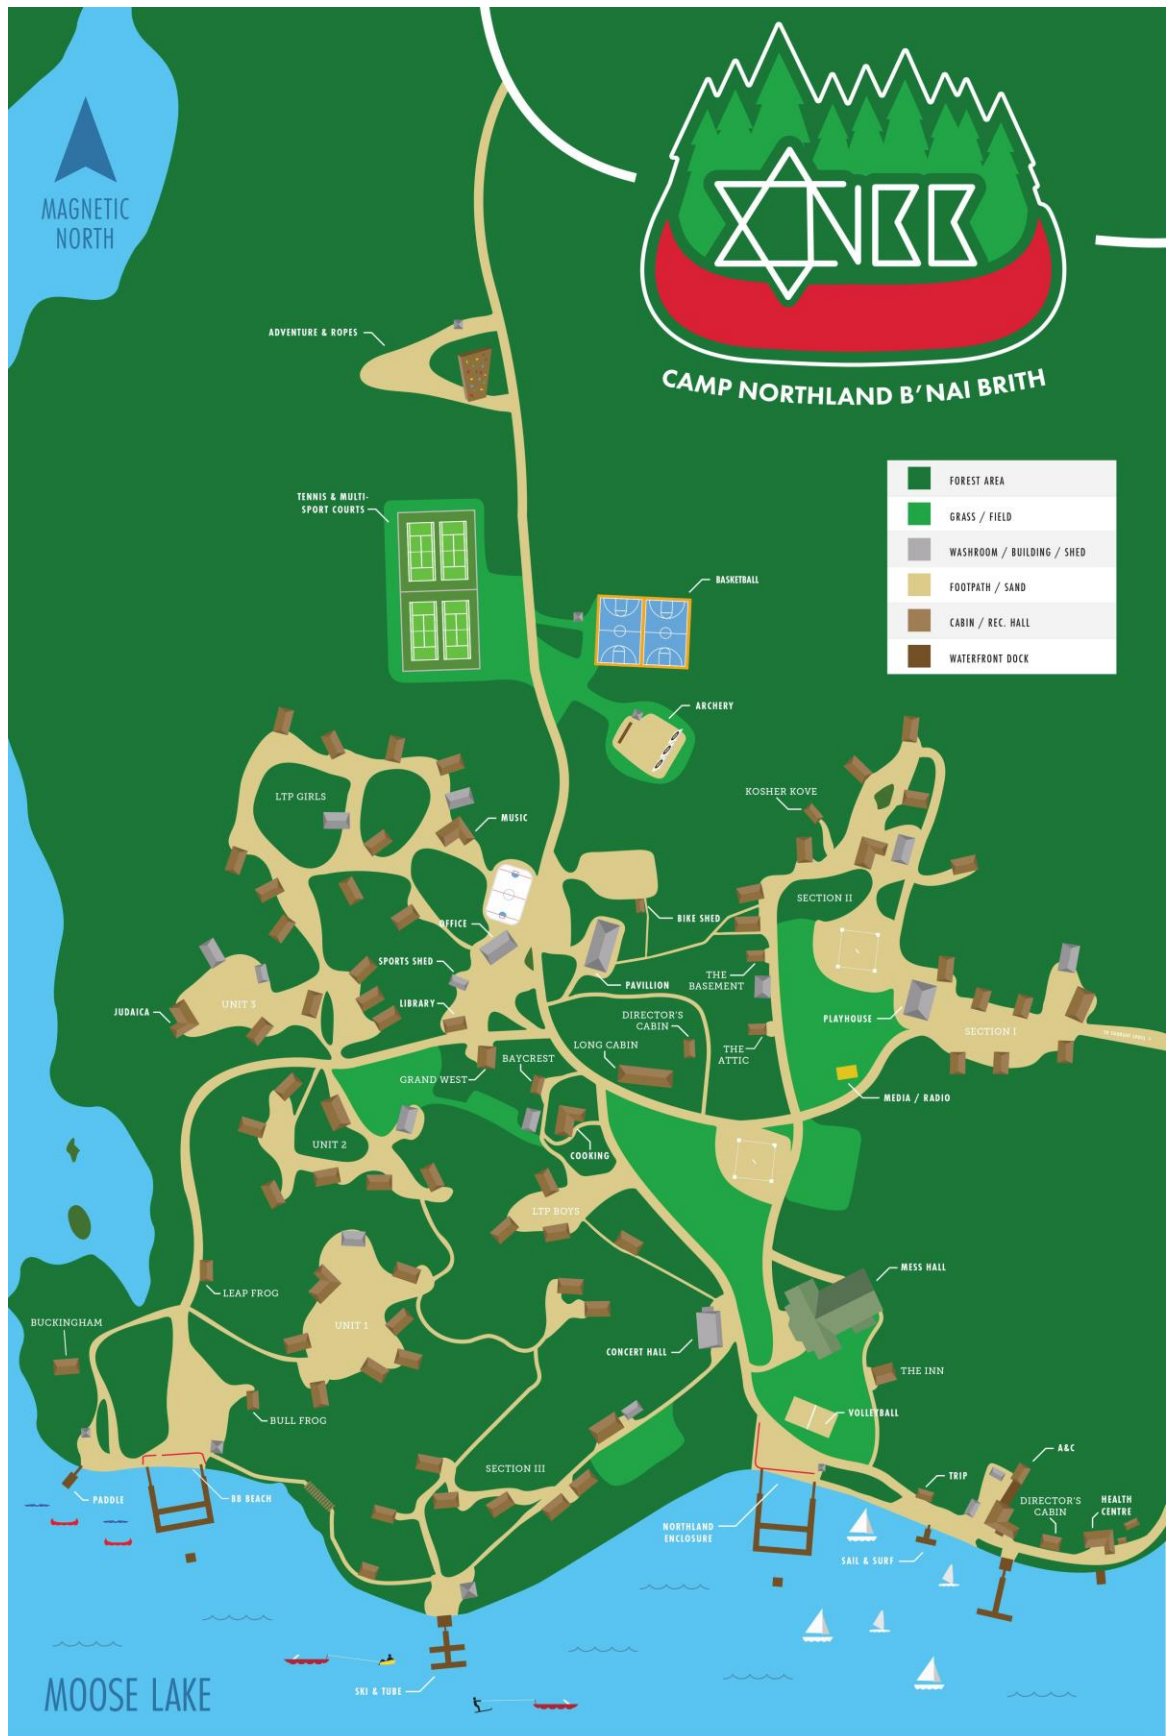 MAGNETIC
NORTH
NBB
CAMP NORTHLAND B'NAI BRITH
ADVENTURE & ROPES
FOREST AREA
GRASS / FIELD
WASHROOM / BUILDING / SHED
FOOTPATH / SAND
CABIN / REC. HALL
WATERFRONT DOCK
TENNIS & MULTI-
SPORT COURTS
BASKETBALL
ARCHERY
LTP GIRLS
KOSHER KOVE
MUSIC
SECTION II
OFFICE
BIKE SHED
SPORTS SHED
THE
BASEMENT
PAVILLION
UNIT 3
LIBRARY
JUDAICA
DIRECTOR'S
CABIN
PLAYHOUSE
SECTION I
LONG CABIN
THE
ATTIC
BAYCREST
GRAND WEST
MEDIA / RADIO
UNIT 2
COOKING
LTP BOYS
MESS HALL
LEAP FROG
BUCKINGHAM
UNIT 1
CONCERT HALL
THE INN
BULL FROG
VOLLEYBALL
A&C
SECTION III
TRIP
PADDLE
BB BEACH
DIRECTOR'S
CABIN
HEALTH
CENTRE
NORTHLAND
ENCLOSURE
SAIL & SURF
MOOSE LAKE
SKI & TUBE